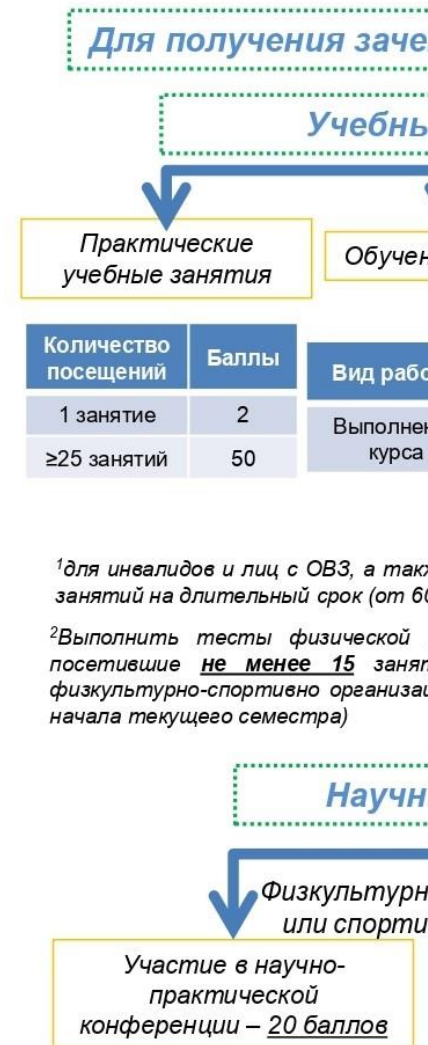 Для получения заче
Учебны
Практические
учебные занятия
Обучен
Количество
посещений
Баллы
Вид рабо
1 занятие
2
≥25 занятий
50
Выполнен
курса
¹для инвалидов и лиц с ОВЗ, а такж
занятий на длительный срок (от 60
²Выполнить тесты физической
посетившие не менее 15 занят
физкультурно-спортивно организац
начала текущего семестра)
Научн
Физкультурн
или спорти
Участие в научно-
практической
конференции – 20 баллов